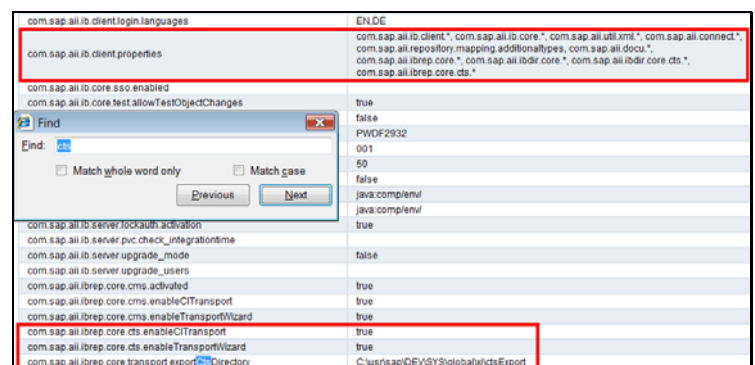 com.sap.aii.ib.client.login.languages EN,DE
com.sap.aii.ib.client.properties com.sap.aii.ib.client.*, com.sap.aii.ib.core.*, com.sap.aii.util.xml.*, com.sap.aii.connect.*,
com.sap.aii.repository.mapping.additionaltypes, com.sap.aii.docu.*,
com.sap.aii.ibrep.core.*, com.sap.aii.ibdir.core.*, com.sap.aii.ibdir.core.cts.*,
com.sap.aii.ibrep.core.cts.*
com.sap.aii.ib.core.sso.enabled
com.sap.aii.ib.core.test.allowTestObjectChanges true
Find false
PWDF2932
Find: cts 001
50
Match whole word only Match case false
Previous Next java:comp/env/
java:comp/env/
com.sap.aii.ib.server.lockauth.activation true
com.sap.aii.ib.server.pvc.check_integrationtime
com.sap.aii.ib.server.upgrade_mode false
com.sap.aii.ib.server.upgrade_users
com.sap.aii.ibrep.core.cms.activated true
com.sap.aii.ibrep.core.cms.enableClTransport true
com.sap.aii.ibrep.core.cms.enableTransportWizard true
com.sap.aii.ibrep.core.cts.enableClTransport true
com.sap.aii.ibrep.core.cts.enableTransportWizard true
com.sap.aii.ibrep.core.transport.exportCtsDirectory C:\usr\sap\DEV\SYS\global\xi\ctsExport